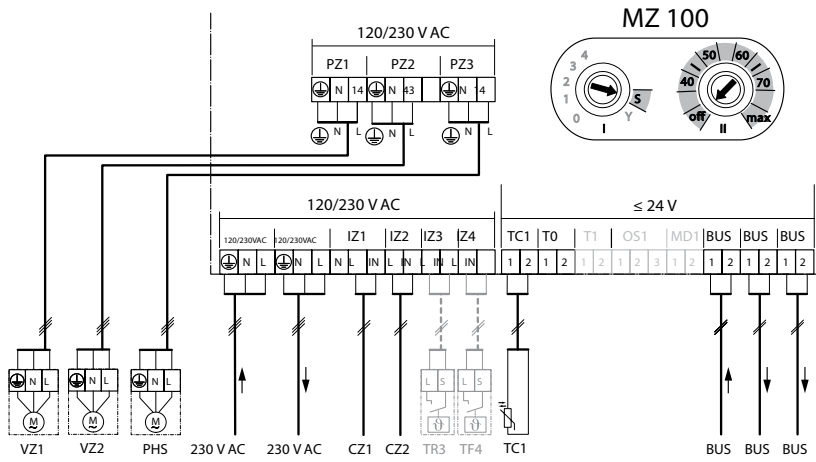 MZ 100
120/230 V AC
PZ1 PZ2 PZ3
N 14 N 43 N 14
N L N L N L
4
3
2
1
0
S
Y
I
off 40 50 60 70 max
II
120/230 V AC ≤ 24 V
120/230VAC 120/230VAC IZ1 IZ2 IZ3 IZ4 TC1 T0 T1 OS1 MD1 BUS BUS BUS
N L N L N L IN L IN L IN L IN 1 2 1 2 1 2 1 2 3 1 2 1 2 1 2 1 2
N L N L N L L S L S
M M M ϑ ϑ
~ ~ ~
VZ1 VZ2 PHS 230 V AC 230 V AC CZ1 CZ2 TR3 TF4 TC1 BUS BUS BUS